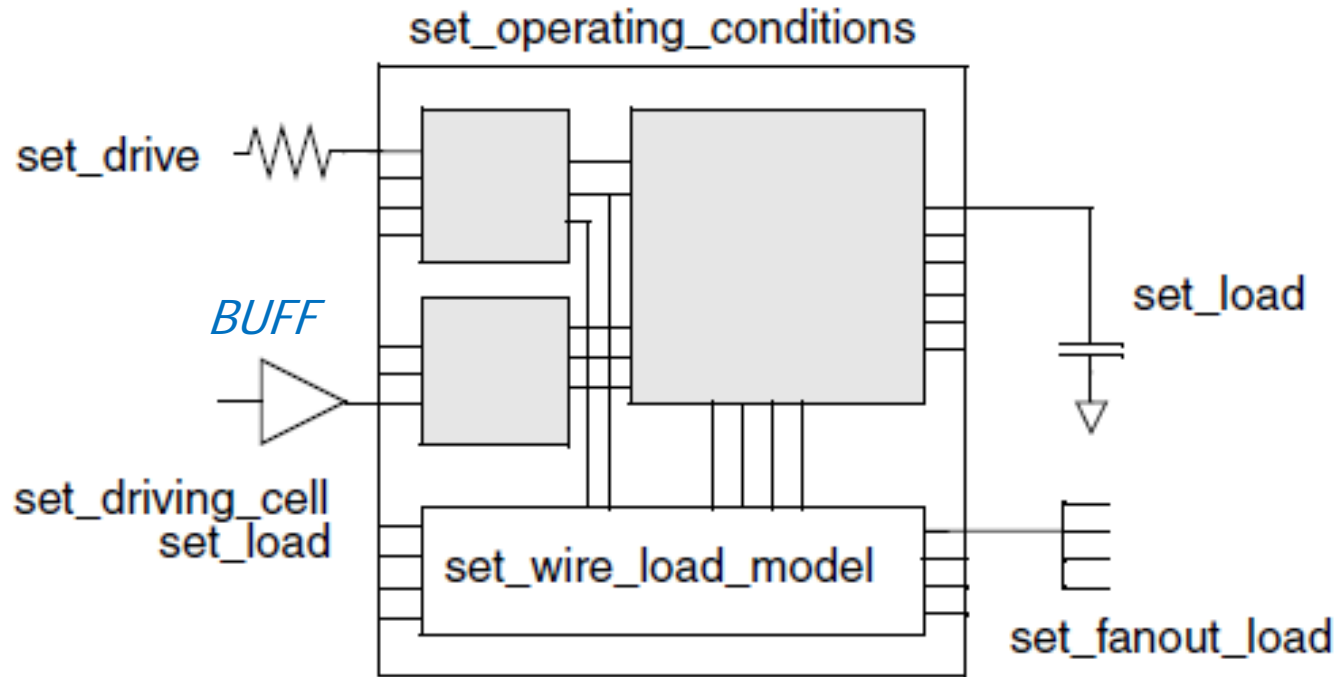 set_operating_conditions
set_drive
BUFF
set_load
set_driving_cell
set_load
set_wire_load_model
set_fanout_load